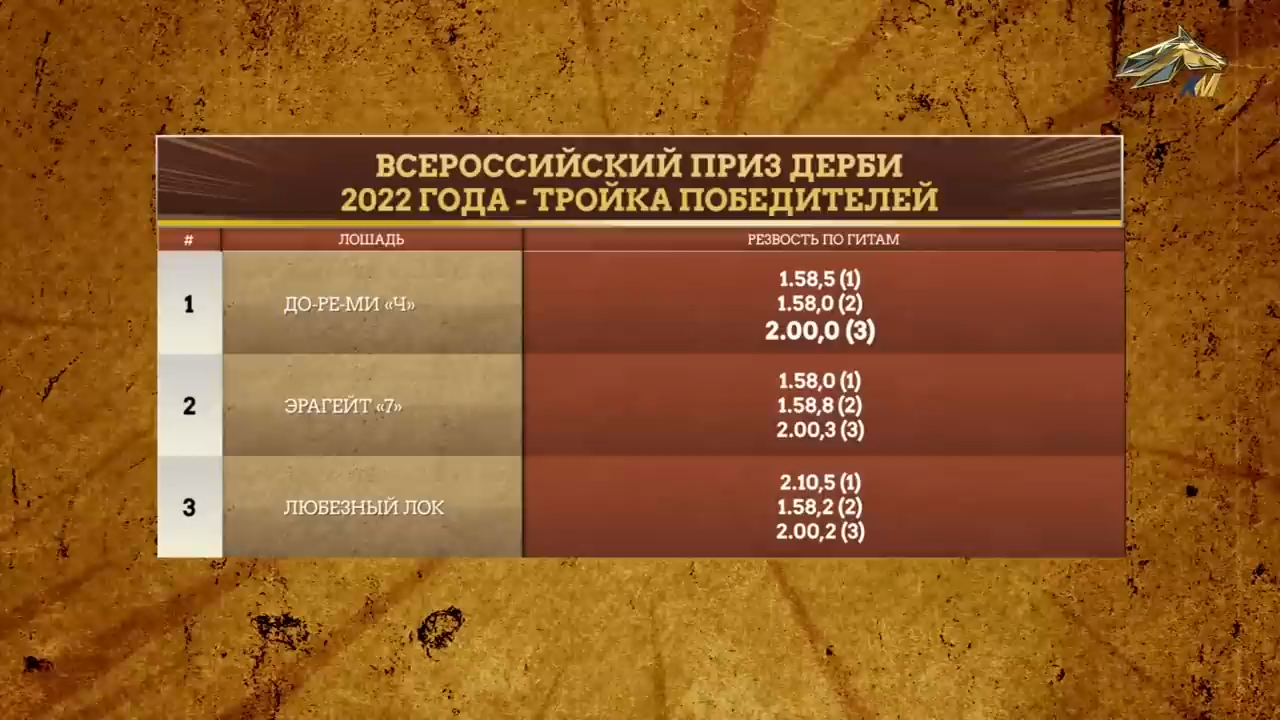 ВСЕРОССИЙСКИЙ ПРИЗ ДЕРБИ
2022 ГОДА - ТРОЙКА ПОБЕДИТЕЛЕЙ
# ЛОШАДЬ РЕЗВОСТЬ ПО ГИТАМ
1 ДО-РЕ-МИ «Ч»
1.58,5 (1)
1.58,0 (2)
2.00,0 (3)
2 ЭРАГЕЙТ «7»
1.58,0 (1)
1.58,8 (2)
2.00,3 (3)
3 ЛЮБЕЗНЫЙ ЛОК
2.10,5 (1)
1.58,2 (2)
2.00,2 (3)
КМ